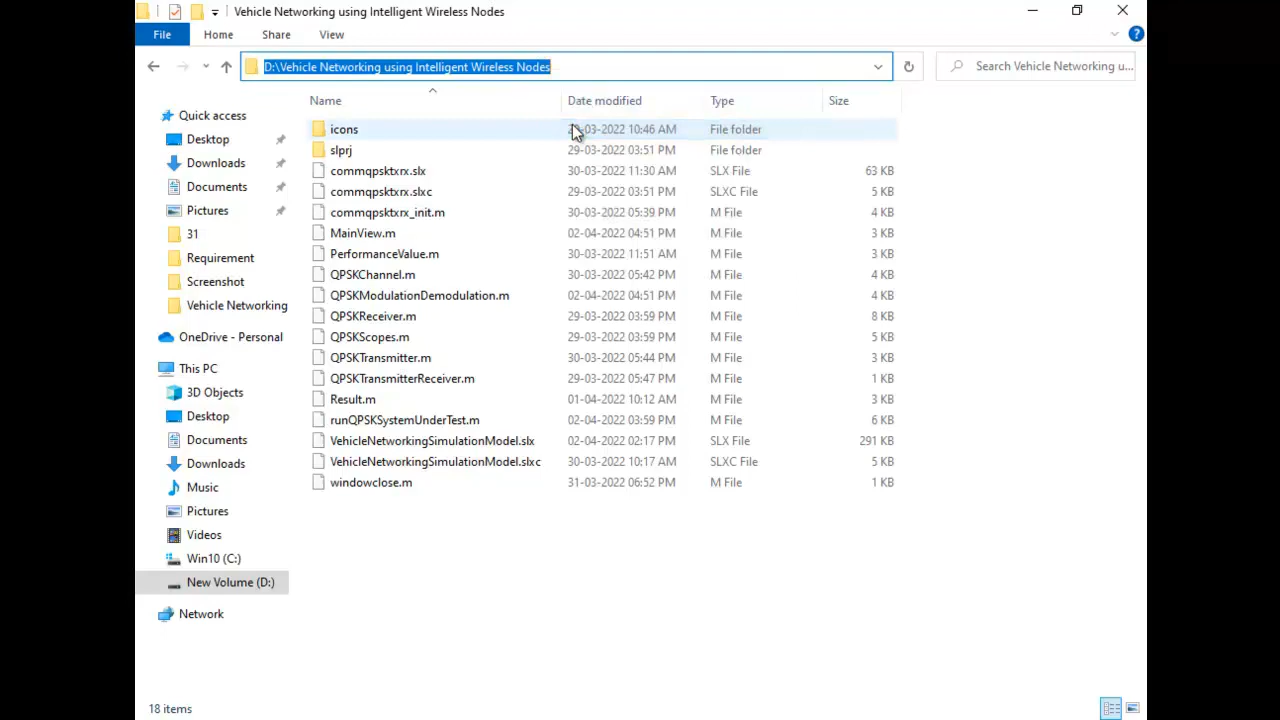 Vehicle Networking using Intelligent Wireless Nodes
File Home Share View
D:\Vehicle Networking using Intelligent Wireless Nodes
Search Vehicle Networking u...
Name Date modified Type Size
Quick access
Desktop
Downloads
Documents
Pictures
31
Requirement
Screenshot
Vehicle Networking
OneDrive - Personal
This PC
3D Objects
Desktop
Documents
Downloads
Music
Pictures
Videos
Win10 (C:)
New Volume (D:)
Network
icons -03-2022 10:46 AM File folder
slprj 29-03-2022 03:51 PM File folder
commqpsktxrx.slx 30-03-2022 11:30 AM SLX File 63 KB
commqpsktxrx.slxc 29-03-2022 03:51 PM SLXC File 5 KB
commqpsktxrx_init.m 30-03-2022 05:39 PM M File 4 KB
MainView.m 02-04-2022 04:51 PM M File 3 KB
PerformanceValue.m 30-03-2022 11:51 AM M File 3 KB
QPSKChannel.m 30-03-2022 05:42 PM M File 4 KB
QPSKModulationDemodulation.m 02-04-2022 04:51 PM M File 4 KB
QPSKReceiver.m 29-03-2022 03:59 PM M File 8 KB
QPSKScopes.m 29-03-2022 03:59 PM M File 5 KB
QPSKTransmitter.m 30-03-2022 05:44 PM M File 3 KB
QPSKTransmitterReceiver.m 29-03-2022 05:47 PM M File 1 KB
Result.m 01-04-2022 10:12 AM M File 3 KB
runQPSKSystemUnderTest.m 02-04-2022 03:59 PM M File 6 KB
VehicleNetworkingSimulationModel.slx 02-04-2022 02:17 PM SLX File 291 KB
VehicleNetworkingSimulationModel.slxc 30-03-2022 10:17 AM SLXC File 5 KB
windowclose.m 31-03-2022 06:52 PM M File 1 KB
18 items